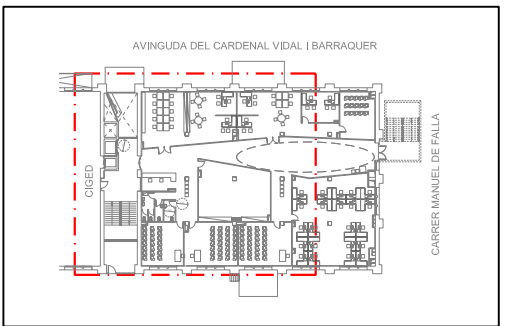 AVINGUDA DEL CARDENAL VIDAL I BARRAQUER
CIGED
CARRER MANUEL DE FALLA